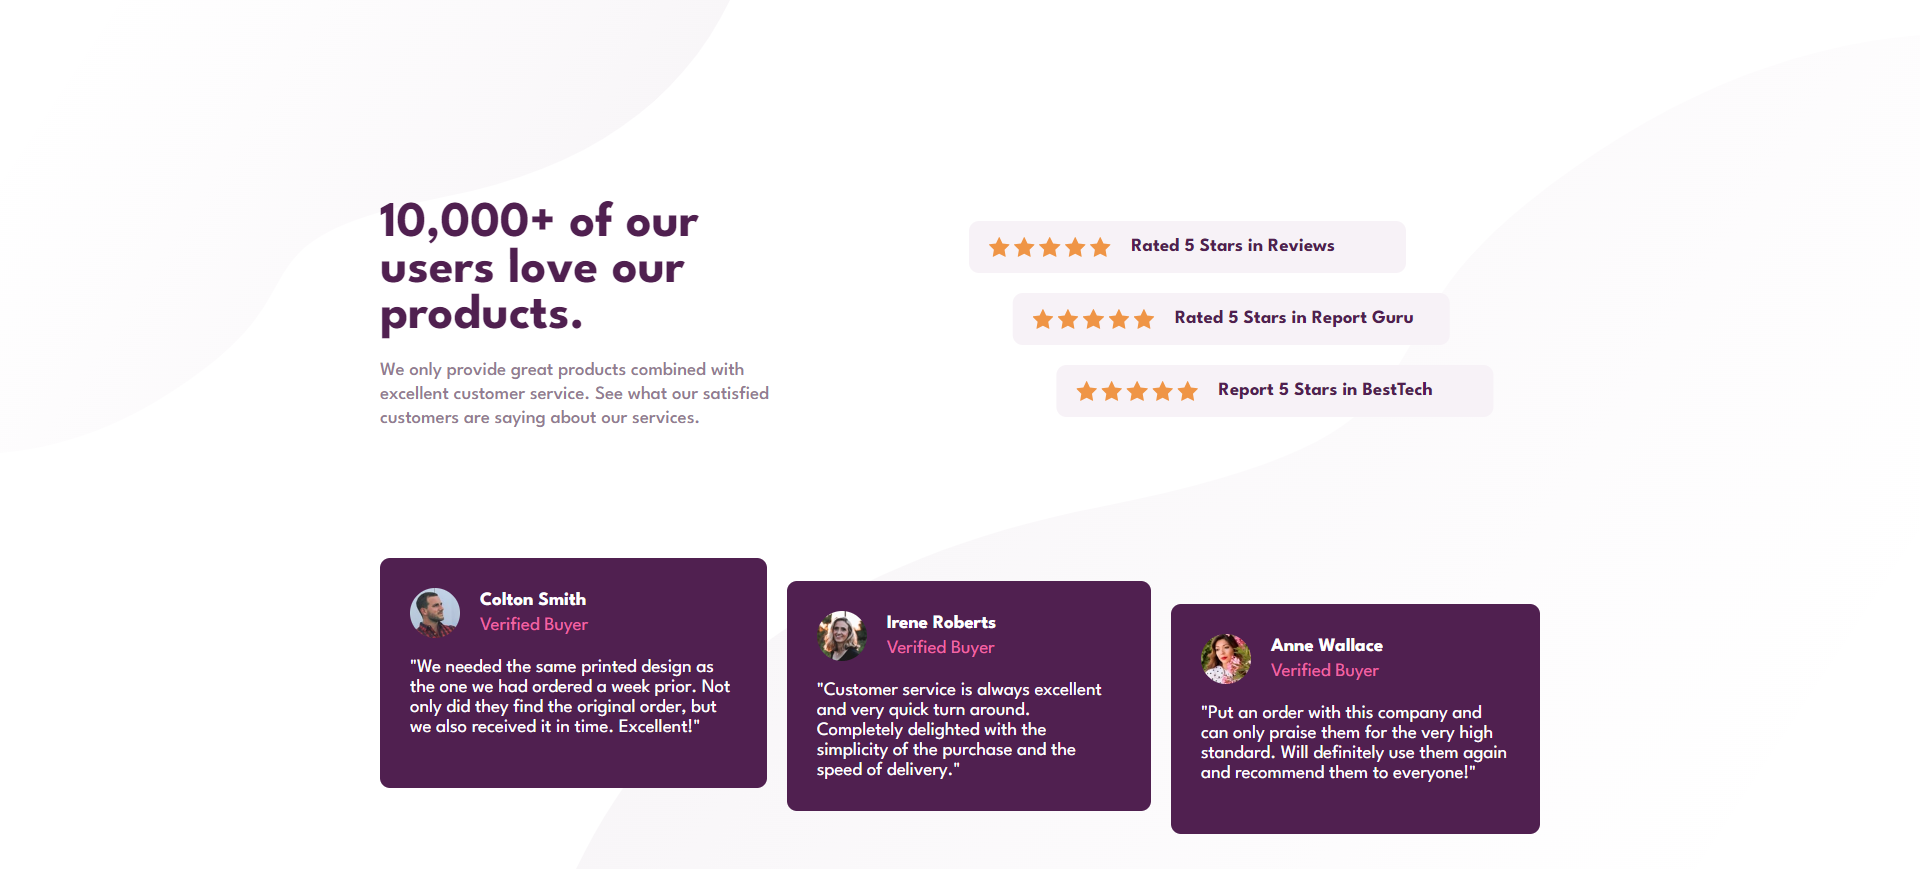 10,000+ of our
users love our
products.
We only provide great products combined with
excellent customer service. See what our satisfied
customers are saying about our services.
Rated 5 Stars in Reviews
Rated 5 Stars in Report Guru
Report 5 Stars in BestTech
Colton Smith
Verified Buyer
"We needed the same printed design as
the one we had ordered a week prior. Not
only did they find the original order, but
we also received it in time. Excellent!"
Irene Roberts
Verified Buyer
"Customer service is always excellent
and very quick turn around.
Completely delighted with the
simplicity of the purchase and the
speed of delivery."
Anne Wallace
Verified Buyer
"Put an order with this company and
can only praise them for the very high
standard. Will definitely use them again
and recommend them to everyone!"